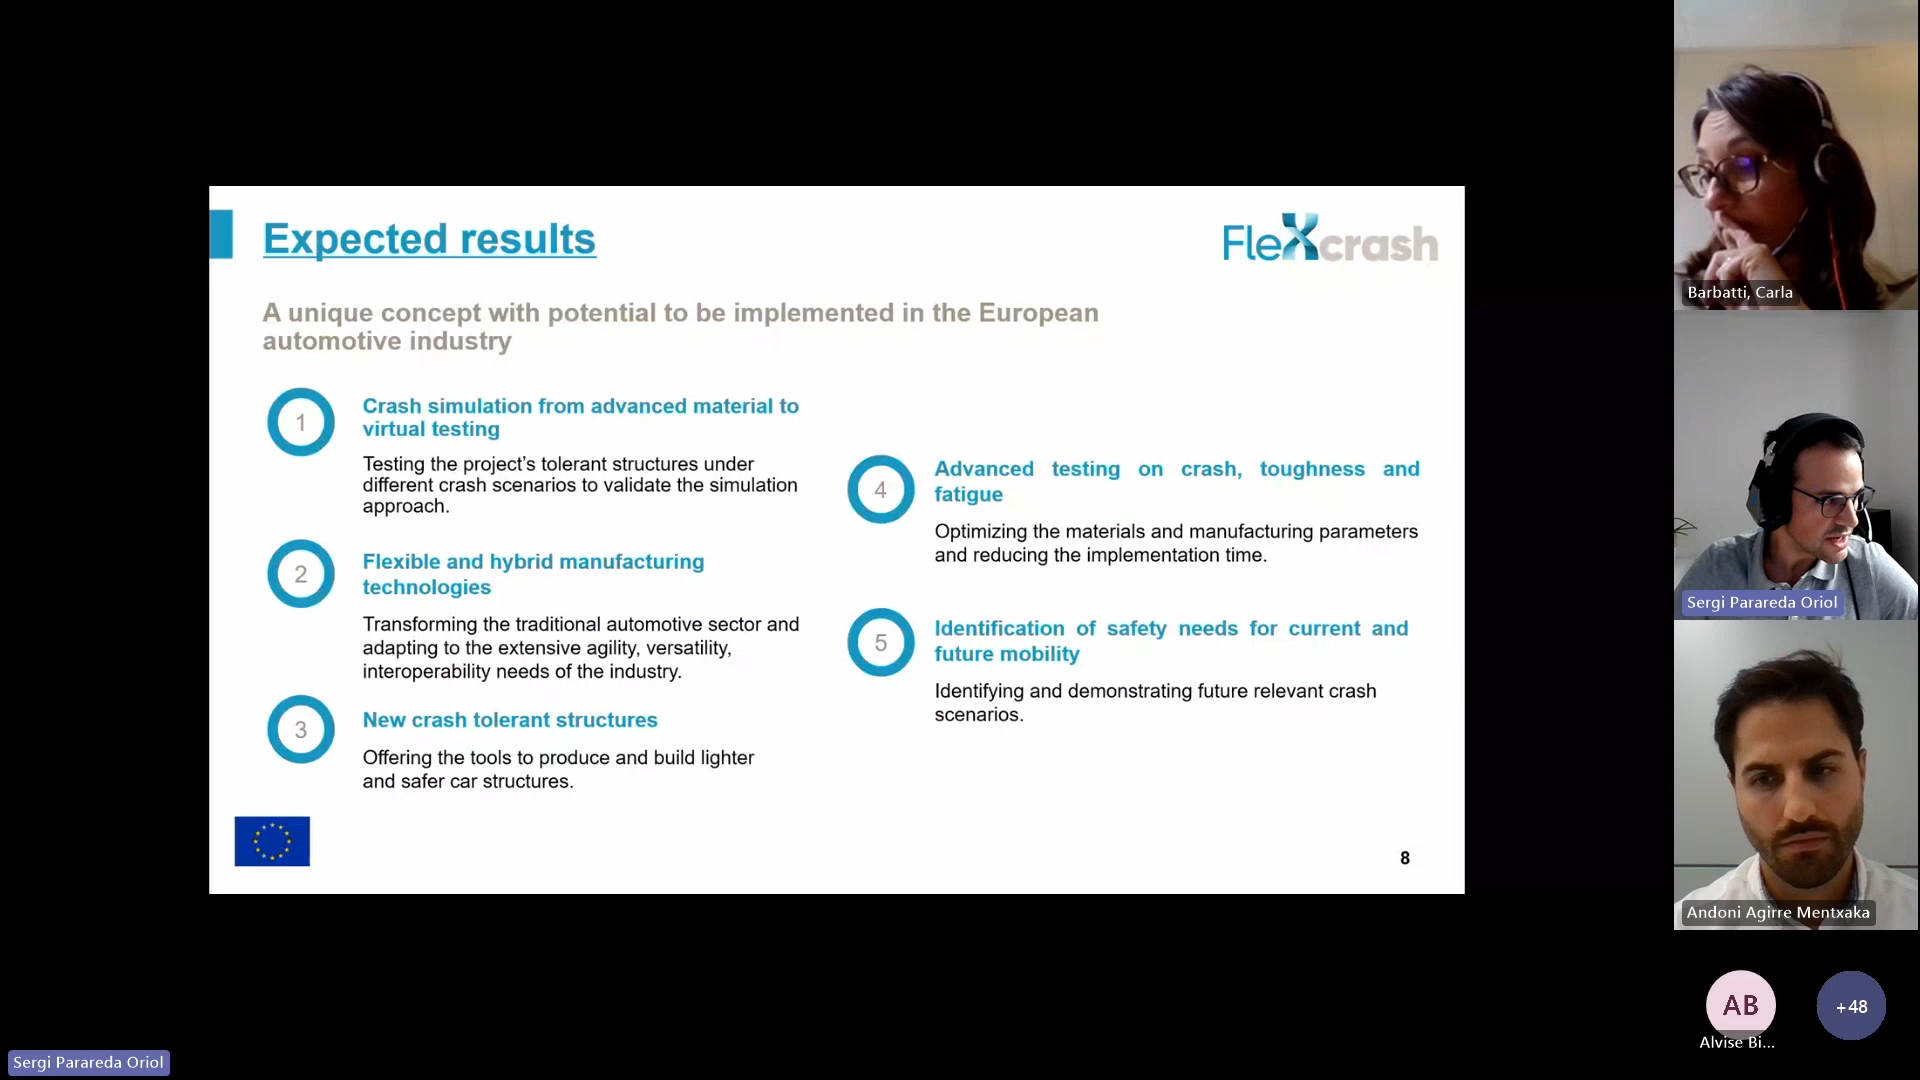 Expected results
FleXcrash
A unique concept with potential to be implemented in the European
automotive industry
1
Crash simulation from advanced material to
virtual testing
Testing the project’s tolerant structures under
different crash scenarios to validate the simulation
approach.
2
Flexible and hybrid manufacturing
technologies
Transforming the traditional automotive sector and
adapting to the extensive agility, versatility,
interoperability needs of the industry.
3
New crash tolerant structures
Offering the tools to produce and build lighter
and safer car structures.
4
Advanced testing on crash, toughness and
fatigue
Optimizing the materials and manufacturing parameters
and reducing the implementation time.
5
Identification of safety needs for current and
future mobility
Identifying and demonstrating future relevant crash
scenarios.
8
Barbatti, Carla
Sergi Parareda Oriol
Andoni Agirre Mentxaka
AB
Alvise Bi...
+48
Sergi Parareda Oriol